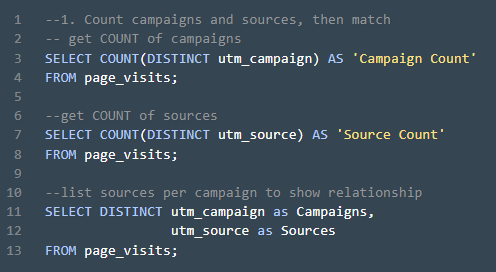 1 --1. Count campaigns and sources, then match
2 -- get COUNT of campaigns
3 SELECT COUNT(DISTINCT utm_campaign) AS 'Campaign Count'
4 FROM page_visits;
5
6 --get COUNT of sources
7 SELECT COUNT(DISTINCT utm_source) AS 'Source Count'
8 FROM page_visits;
9
10 --list sources per campaign to show relationship
11 SELECT DISTINCT utm_campaign as Campaigns,
12 utm_source as Sources
13 FROM page_visits;